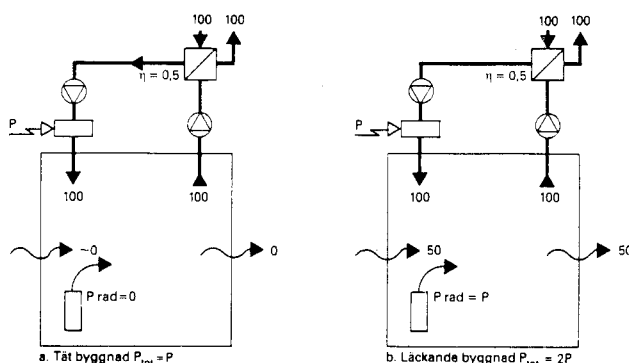 100 100
η = 0,5
P
100 100
~0
0
P rad=0
a. Tät byggnad P_tot = P
100 100
η = 0,5
P
100 100
50
50
P rad = P
b. Läckande byggnad P_tot = 2P